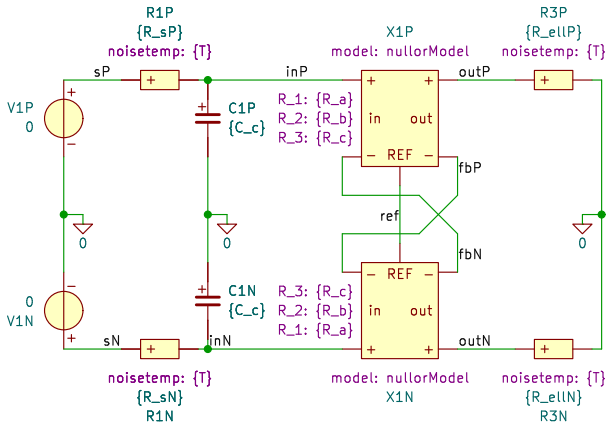 R1P
{R_sP}
noisetemp: {T}
X1P
model: nullorModel
R3P
{R_ellP}
noisetemp: {T}
sP
inP
outP
V1P
0
+
−
+
+
C1P
{C_c}
R_1: {R_a}
R_2: {R_b}
R_3: {R_c}
+
+
in
out
−
REF
−
+
fbP
0
0
ref
0
fbN
0
V1N
−
+
+
C1N
{C_c}
R_3: {R_c}
R_2: {R_b}
R_1: {R_a}
−
REF
−
in
out
+
+
sN
+
inN
outN
+
noisetemp: {T}
{R_sN}
R1N
model: nullorModel
X1N
noisetemp: {T}
{R_ellN}
R3N